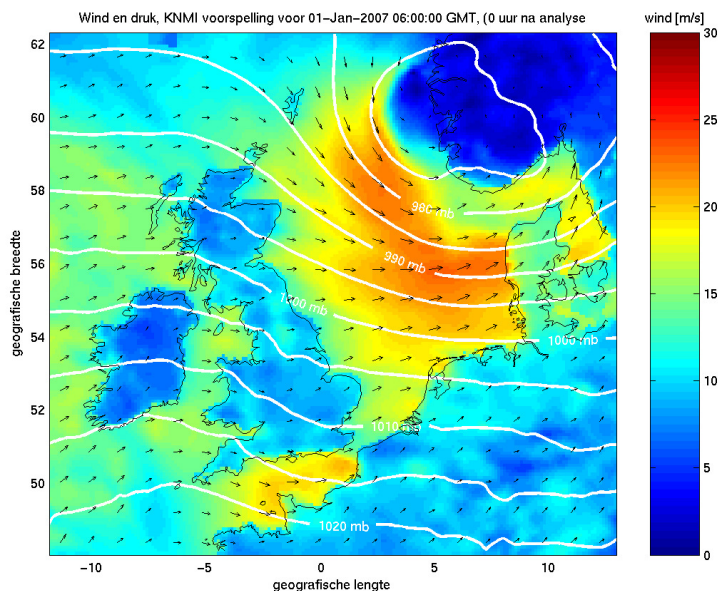 Wind en druk, KNMI voorspelling voor 01-Jan-2007 06:00:00 GMT, (0 uur na analyse
wind [m/s]
62
60
58
56
54
52
50
geografische breedte
980 mb
990 mb
1000 mb
1010
1020 mb
-10
-5
0
5
10
geografische lengte
30
25
20
15
10
5
0